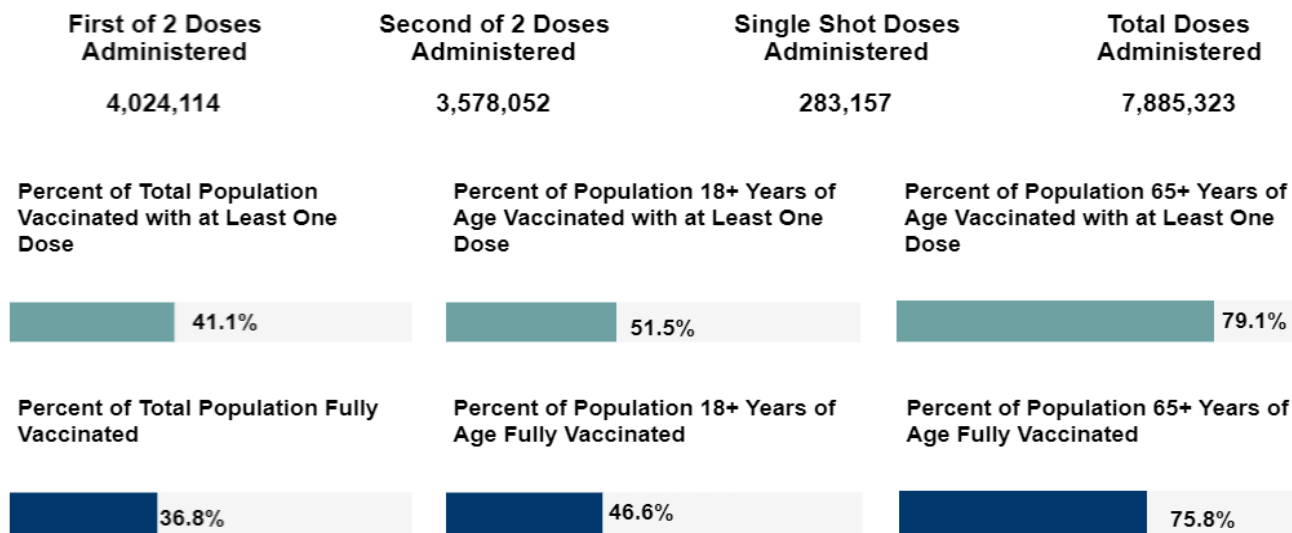 First of 2 Doses
Administered
4,024,114
Second of 2 Doses
Administered
3,578,052
Single Shot Doses
Administered
283,157
Total Doses
Administered
7,885,323
Percent of Total Population
Vaccinated with at Least One
Dose
41.1%
Percent of Population 18+ Years of
Age Vaccinated with at Least One
Dose
51.5%
Percent of Population 65+ Years of
Age Vaccinated with at Least One
Dose
79.1%
Percent of Total Population Fully
Vaccinated
36.8%
Percent of Population 18+ Years of
Age Fully Vaccinated
46.6%
Percent of Population 65+ Years of
Age Fully Vaccinated
75.8%